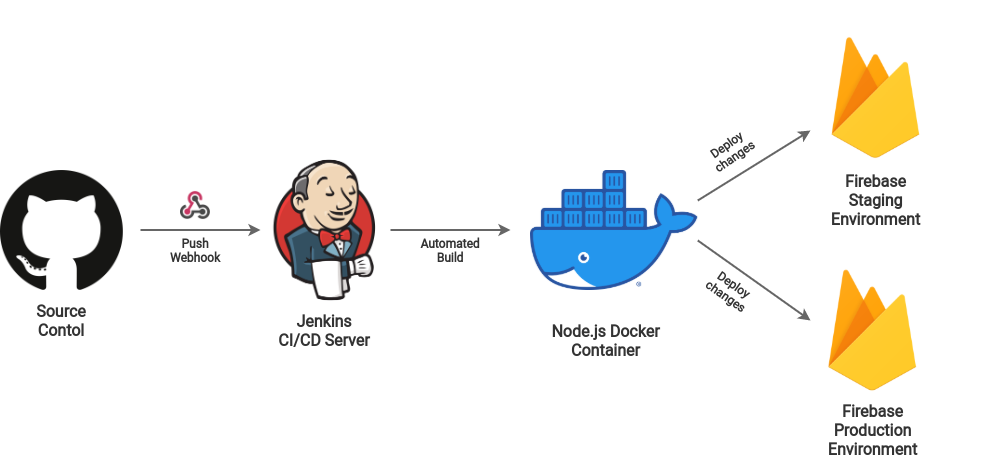 Source
Contol
Push
Webhook
Jenkins
CI/CD Server
Automated
Build
Node.js Docker
Container
Deploy
changes
Deploy
changes
Firebase
Staging
Environment
Firebase
Production
Environment